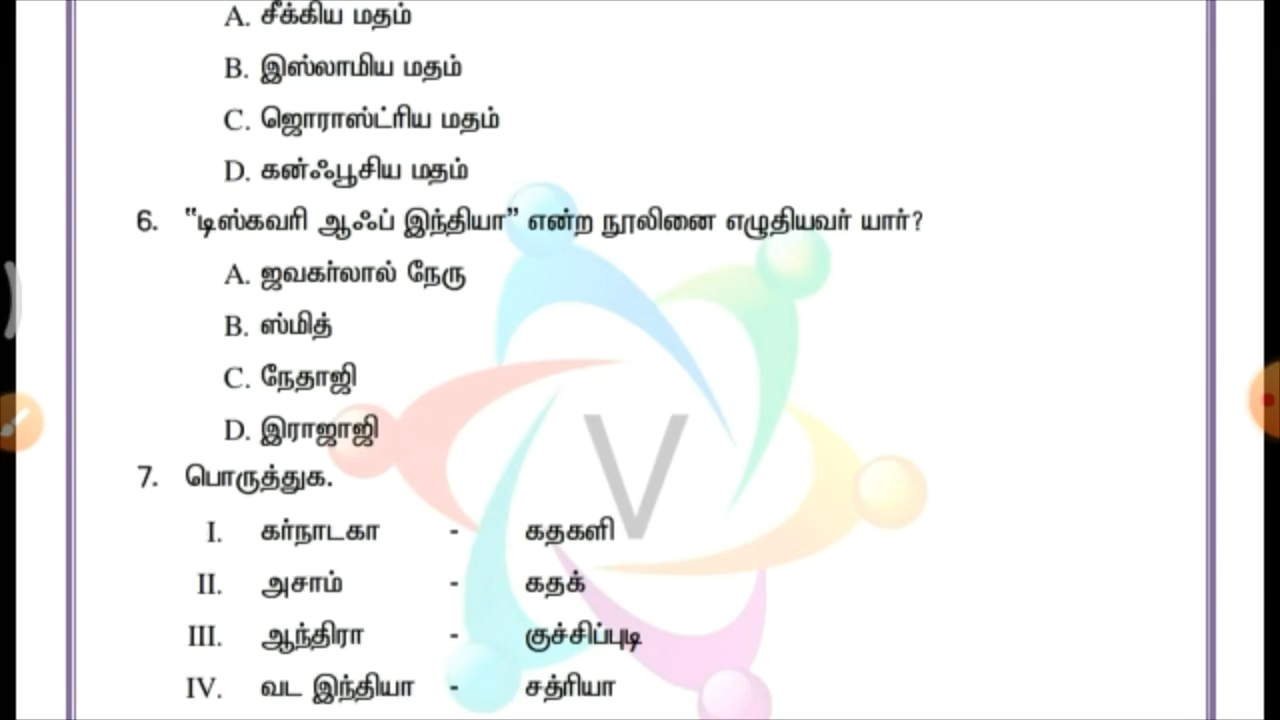 A. சீக்கிய மதம்
B. இஸ்லாமிய மதம்
C. ஜொராஸ்ட்ரிய மதம்
D. கன்ஃபூசிய மதம்
6. “டிஸ்கவரி ஆஃப் இந்தியா” என்ற நூலினை எழுதியவர் யார்?
A. ஜவகர்லால் நேரு
B. ஸ்மித்
C. நேதாஜி
D. இராஜாஜி
7. பொருத்துக.
I. கர்நாடகா - கதகளி
II. அசாம் - கதக்
III. ஆந்திரா - குச்சிப்புடி
IV. வட இந்தியா - சத்ரியா
V